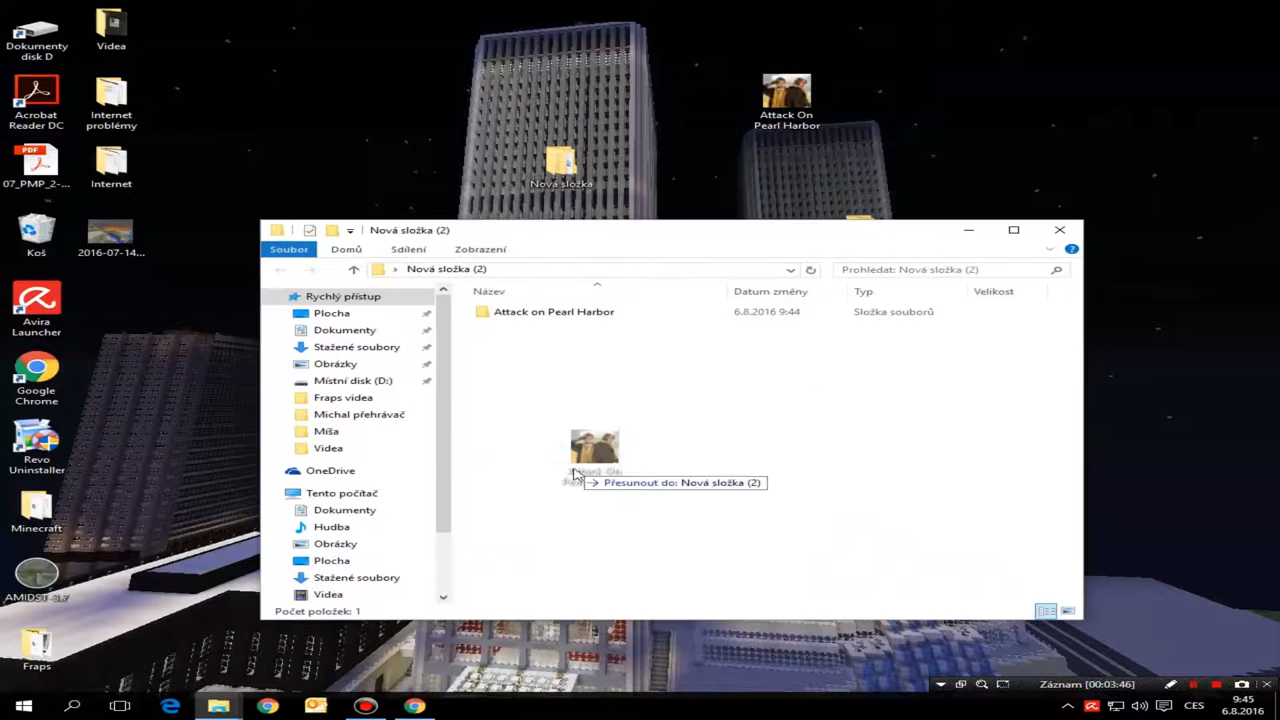 Dokumenty
disk D
Videa
Acrobat
Reader DC
Internet
problémy
Attack On
Pearl Harbor
PDF
07_PMP_2-...
Internet
Nová složka
Koš
2016-07-14...
Avira
Launcher
Google
Chrome
Revo
Uninstaller
Minecraft
AMIDST 3.7
Fraps
Nová složka (2)
Soubor
Domů
Sdílení
Zobrazení
Nová složka (2)
Prohledat: Nová složka (2)
Název
Datum změny
Typ
Velikost
Attack on Pearl Harbor
6.8.2016 9:44
Složka souborů
Rychlý přístup
Plocha
Dokumenty
Stažené soubory
Obrázky
Místní disk (D:)
Fraps videa
Michal přehrávač
Míša
Videa
OneDrive
Tento počítač
Dokumenty
Hudba
Obrázky
Plocha
Stažené soubory
Videa
Přesunout do: Nová složka (2)
Počet položek: 1
Záznam [00:03:46]
CES
9:45
6.8.2016